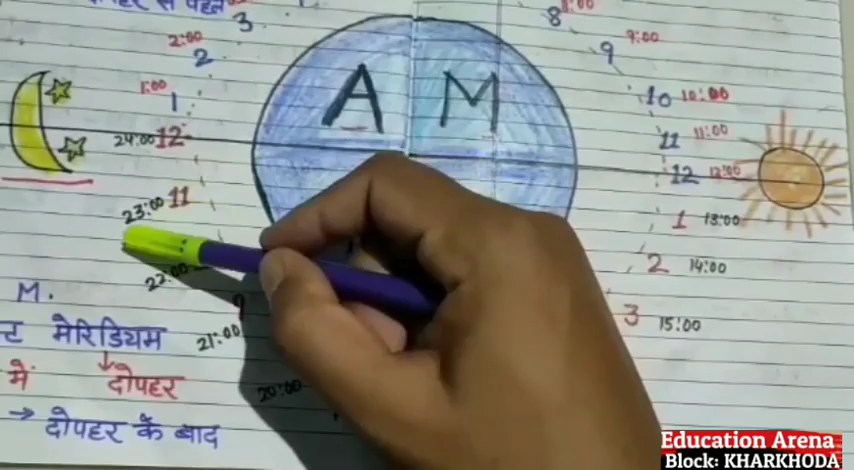 से पहले
3
2:00
2
1:00
1
24:00 12
23:00 11
22:00
21:00
20:00
A M
8 8:00
9 9:00
10 10:00
11 11:00
12 12:00
1 13:00
2 14:00
3 15:00
M.
ट मेरिडियम
में दोपहर
→ दोपहर के बाद
Education Arena
Block: KHARKHODA